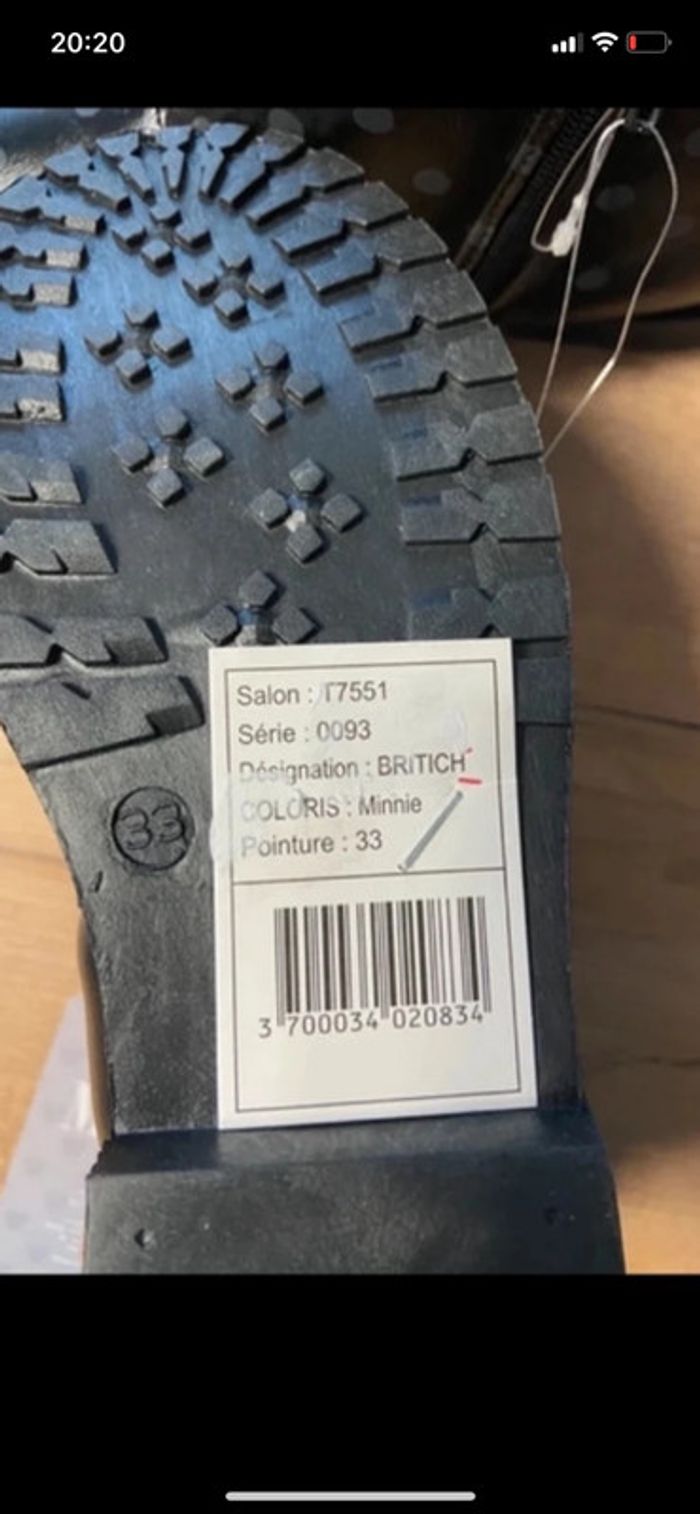 20:20
Salon : T7551
Série : 0093
Désignation : BRITICH
COLORIS : Minnie
Pointure : 33
33
3 700034 020834